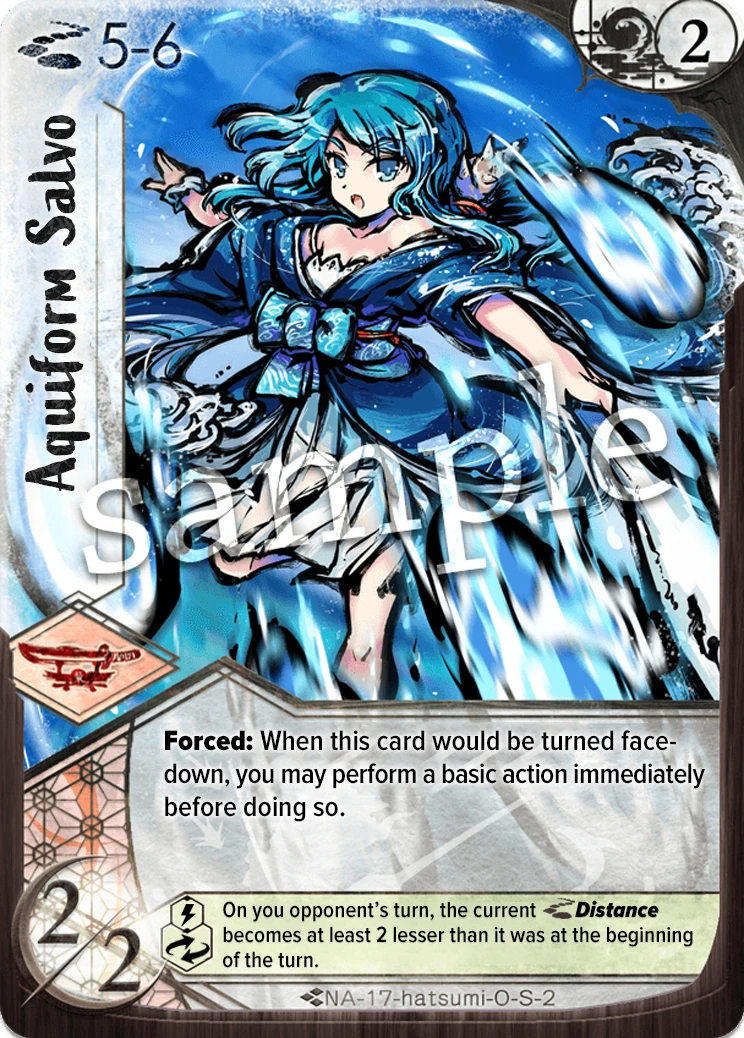 5-6
2
Aquiform Salvo
sample
Forced: When this card would be turned face-
down, you may perform a basic action immediately
before doing so.
2/2
On you opponent's turn, the current Distance
becomes at least 2 lesser than it was at the beginning
of the turn.
NA-17-hatsumi-O-S-2